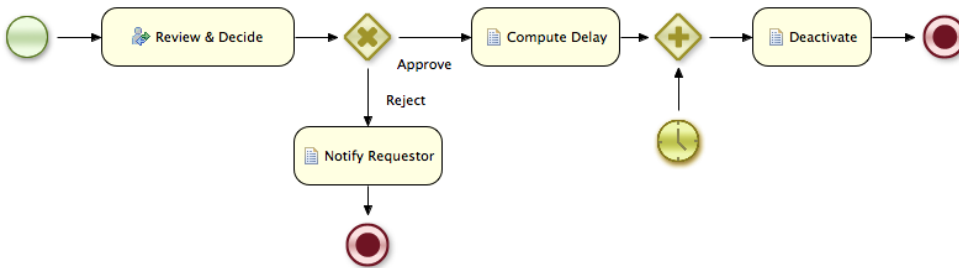 Review & Decide
Compute Delay
Deactivate
Approve
Reject
Notify Requestor